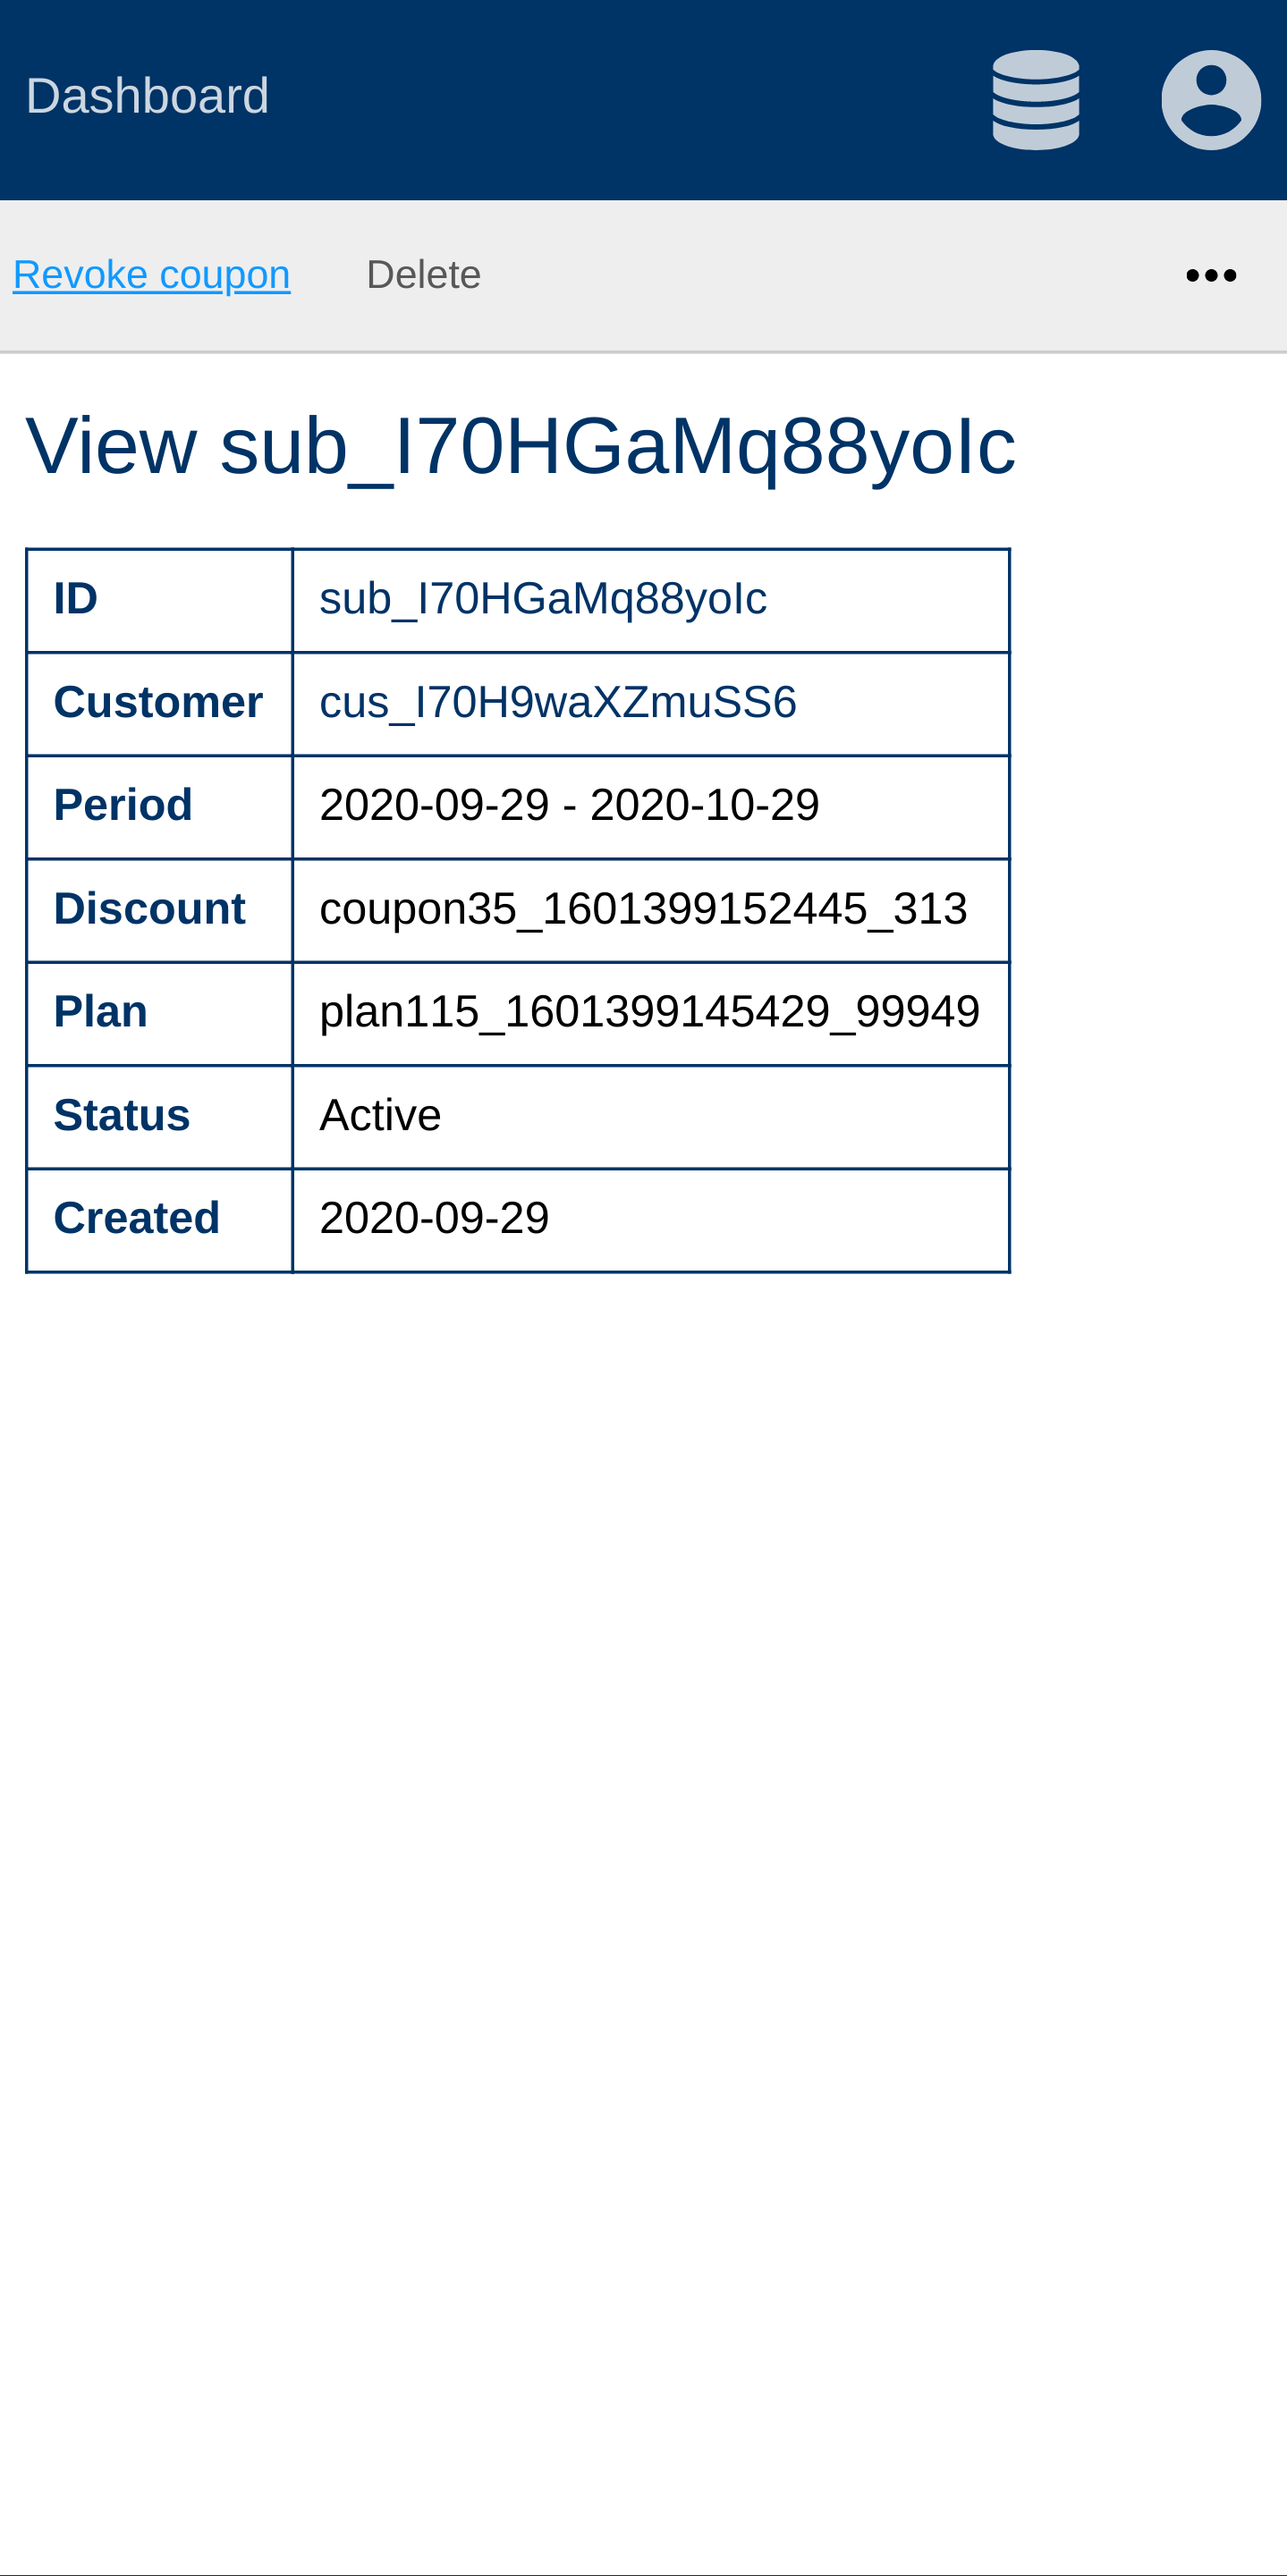 Dashboard
Revoke coupon Delete
View sub_I70HGaMq88yoIc
ID sub_I70HGaMq88yoIc
Customer cus_I70H9waXZmuSS6
Period 2020-09-29 - 2020-10-29
Discount coupon35_1601399152445_313
Plan plan115_1601399145429_99949
Status Active
Created 2020-09-29